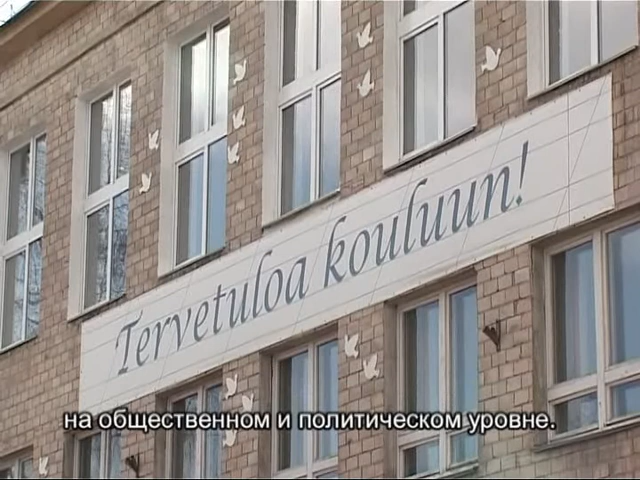 Tervetuloa kouluun!
на общественном и политическом уровне.